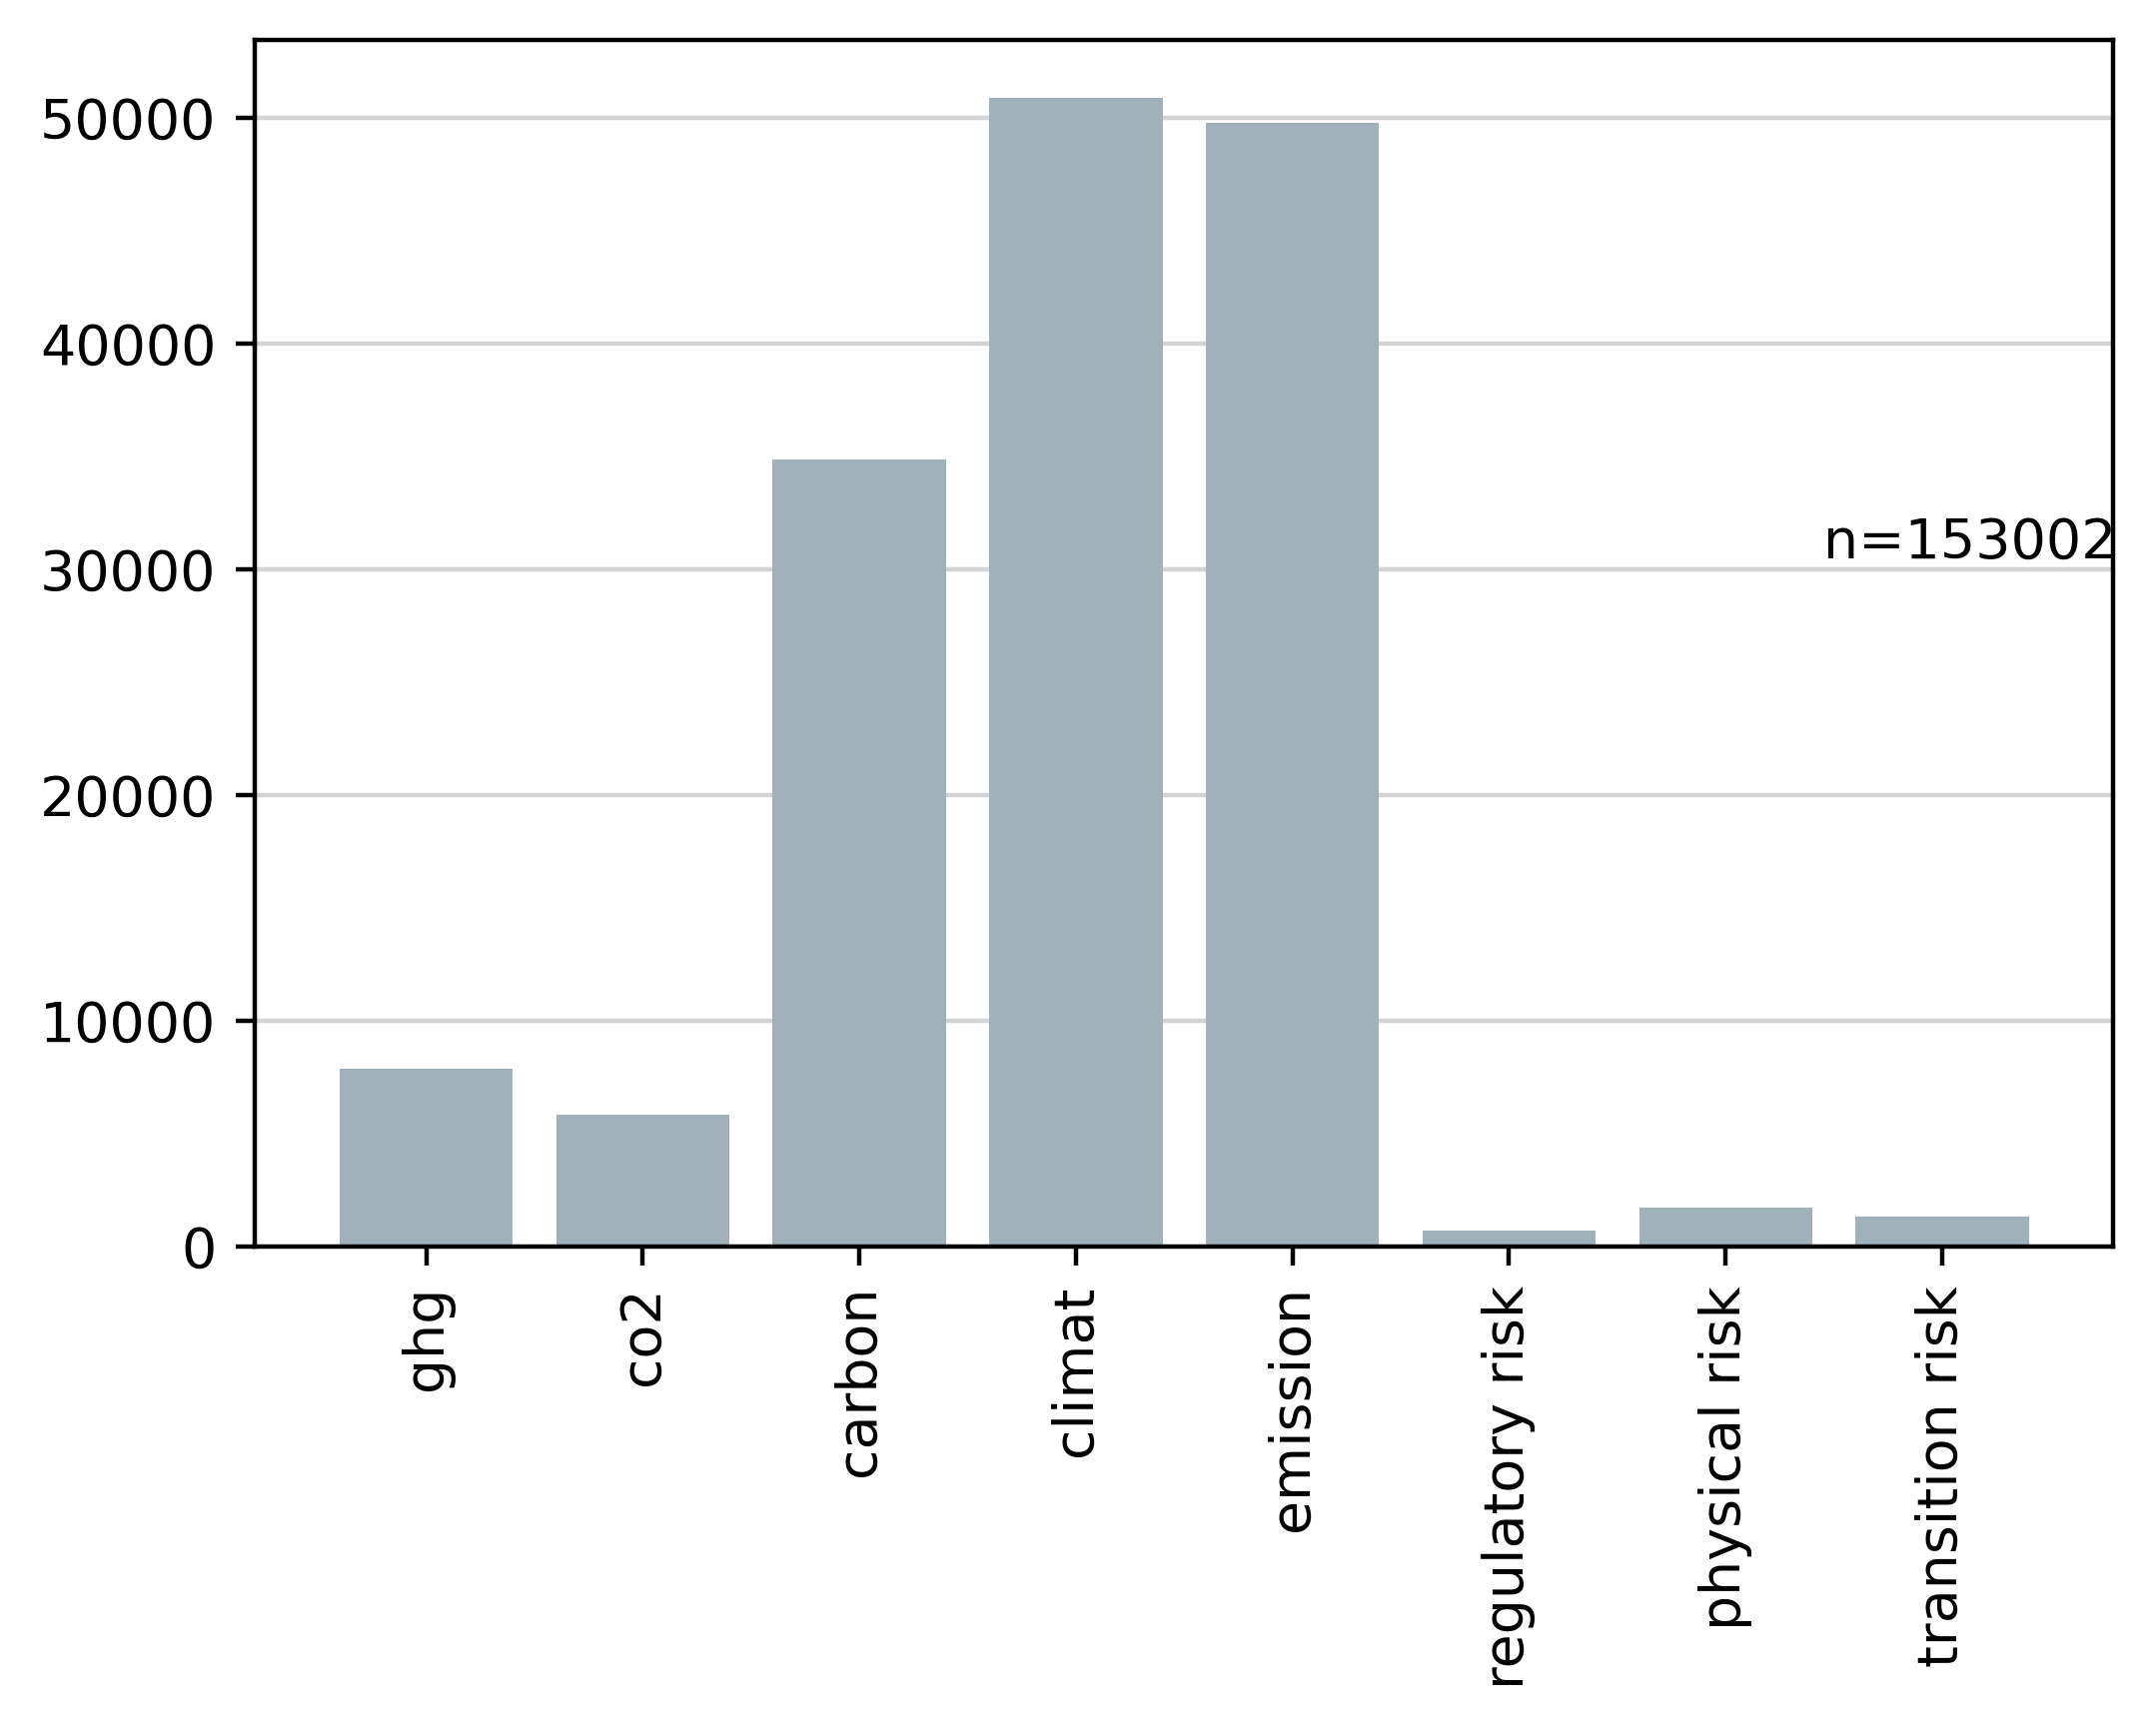 50000
40000
30000
20000
10000
0
n=153002
ghg
co2
carbon
climat
emission
regulatory risk
physical risk
transition risk